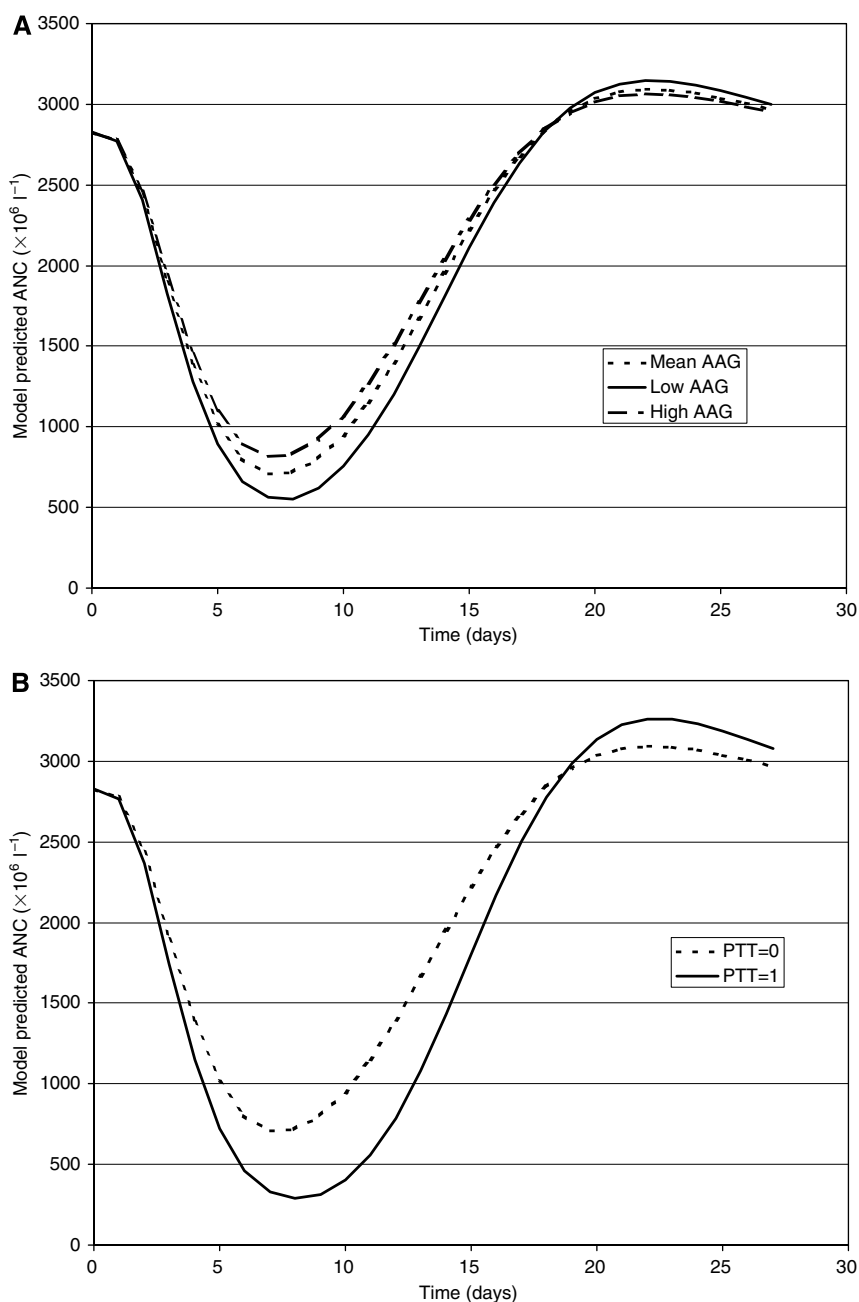 A
3500
3000
2500
2000
1500
1000
500
0
Model predicted ANC (×10⁶ l⁻¹)
Mean AAG
Low AAG
High AAG
0 5 10 15 20 25 30
Time (days)
B
3500
3000
2500
2000
1500
1000
500
0
Model predicted ANC (×10⁶ l⁻¹)
PTT=0
PTT=1
0 5 10 15 20 25 30
Time (days)